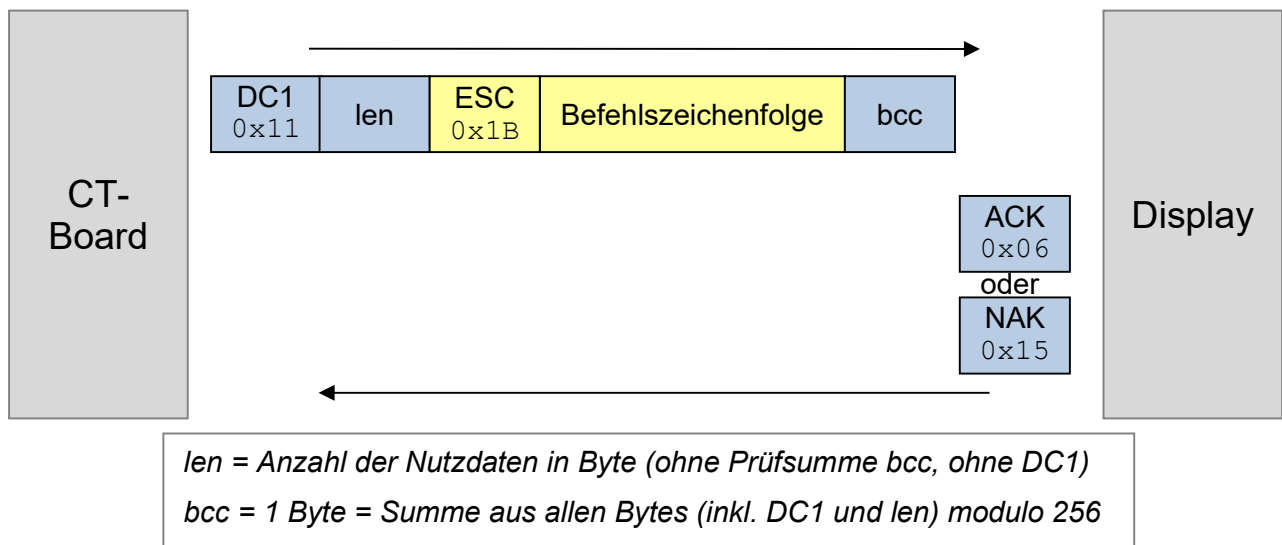 CT-
Board
DC1
0x11
len
ESC
0x1B
Befehlszeichenfolge
bcc
ACK
0x06
oder
NAK
0x15
Display
len = Anzahl der Nutzdaten in Byte (ohne Prüfsumme bcc, ohne DC1)
bcc = 1 Byte = Summe aus allen Bytes (inkl. DC1 und len) modulo 256